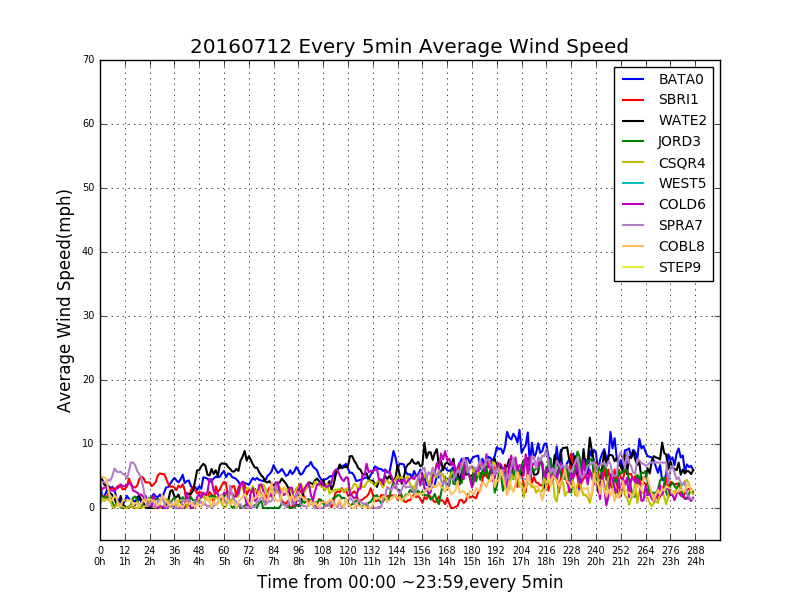 20160712 Every 5min Average Wind Speed
70
60
50
40
30
20
10
0
Average Wind Speed(mph)
BATA0
SBRI1
WATE2
JORD3
CSQR4
WEST5
COLD6
SPRA7
COBL8
STEP9
0 12 24 36 48 60 72 84 96 108 120 132 144 156 168 180 192 204 216 228 240 252 264 276 288
0h 1h 2h 3h 4h 5h 6h 7h 8h 9h 10h 11h 12h 13h 14h 15h 16h 17h 18h 19h 20h 21h 22h 23h 24h
Time from 00:00 ~23:59,every 5min